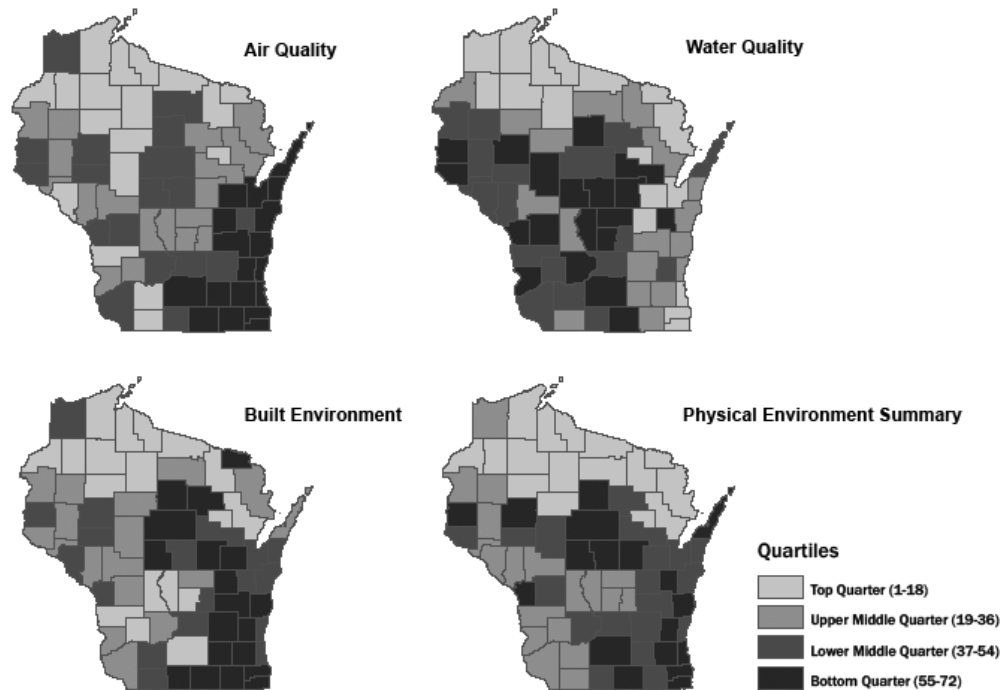 Air Quality
Water Quality
Built Environment
Physical Environment Summary
Quartiles
Top Quarter (1-18)
Upper Middle Quarter (19-36)
Lower Middle Quarter (37-54)
Bottom Quarter (55-72)